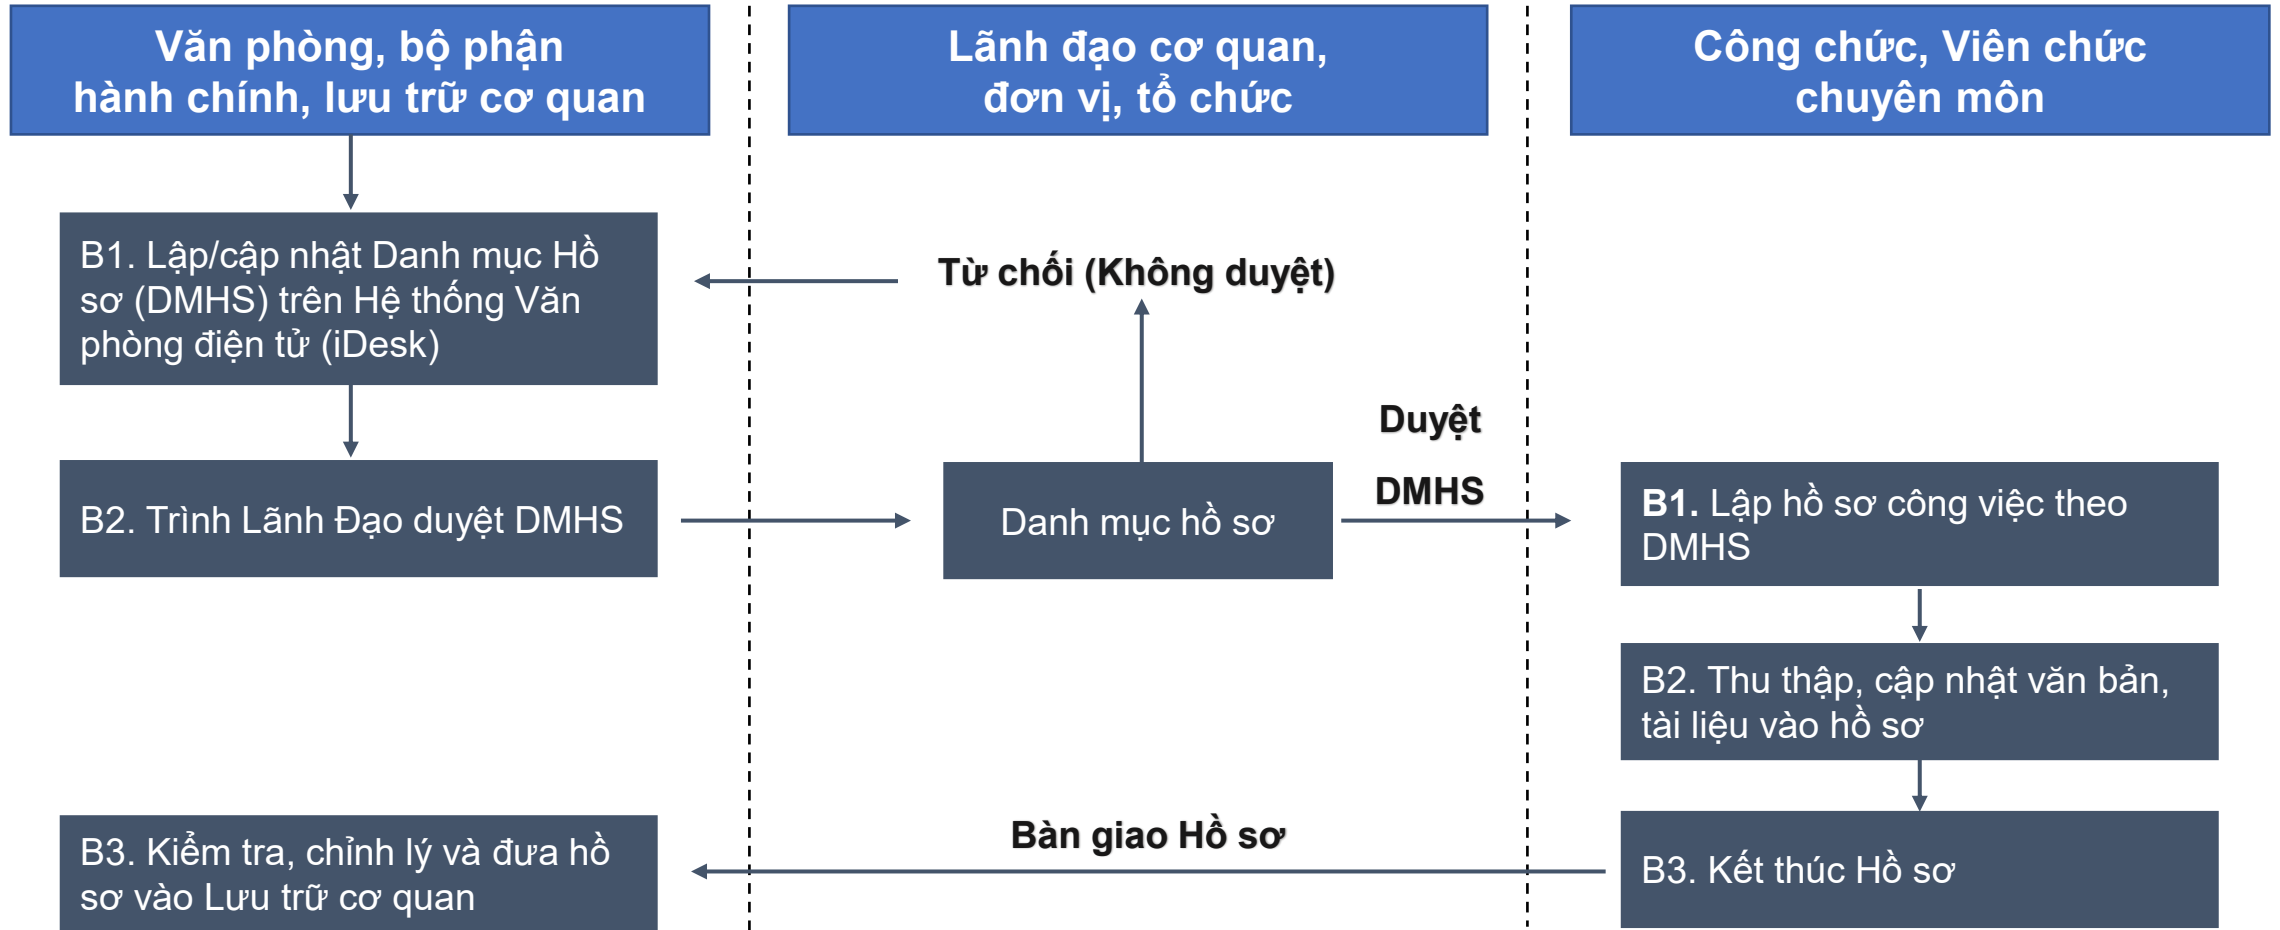 Văn phòng, bộ phận
hành chính, lưu trữ cơ quan
Lãnh đạo cơ quan,
đơn vị, tổ chức
Công chức, Viên chức
chuyên môn
B1. Lập/cập nhật Danh mục Hồ
sơ (DMHS) trên Hệ thống Văn
phòng điện tử (iDesk)
Từ chối (Không duyệt)
Duyệt
DMHS
B2. Trình Lãnh Đạo duyệt DMHS
Danh mục hồ sơ
B1. Lập hồ sơ công việc theo
DMHS
B2. Thu thập, cập nhật văn bản,
tài liệu vào hồ sơ
Bàn giao Hồ sơ
B3. Kiểm tra, chỉnh lý và đưa hồ
sơ vào Lưu trữ cơ quan
B3. Kết thúc Hồ sơ